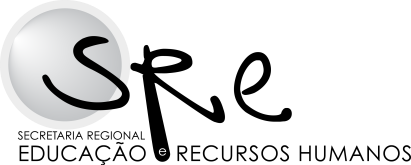 SRe
SECRETARIA REGIONAL
EDUCAÇÃO e RECURSOS HUMANOS